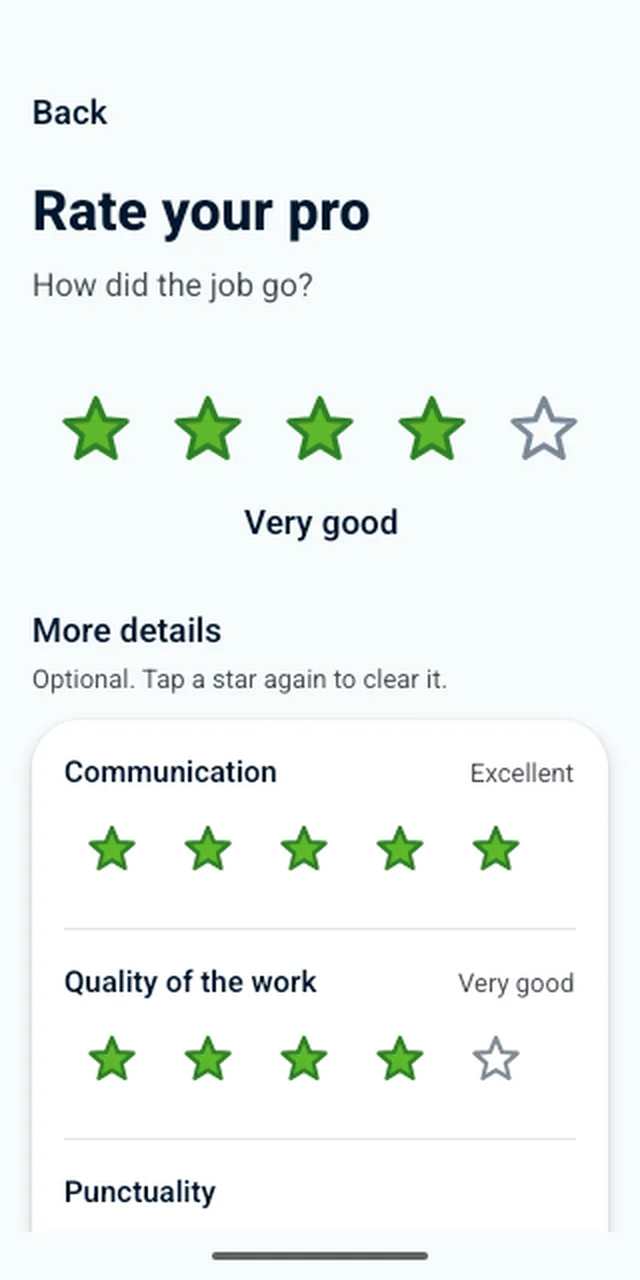 Back
Rate your pro
How did the job go?
Very good
More details
Optional. Tap a star again to clear it.
Communication
Excellent
Quality of the work
Very good
Punctuality